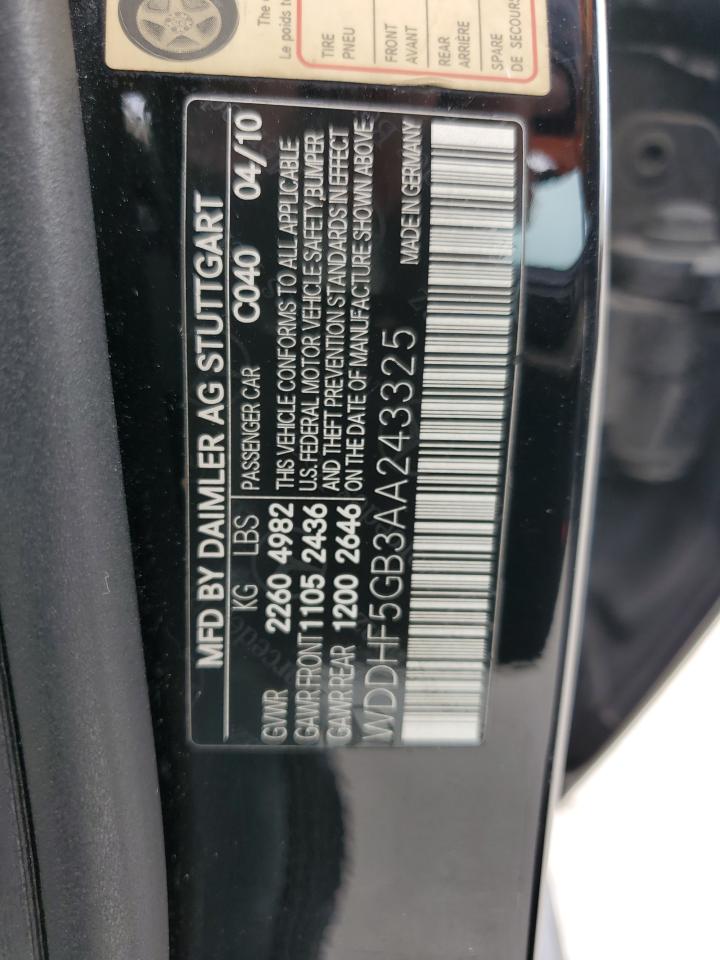 The
Le poids t
TIRE
PNEU
FRONT
AVANT
REAR
ARRIÈRE
SPARE
DE SECOURS
MFD BY DAIMLER AG STUTTGART
KG LBS PASSENGER CAR C040 04/10
GVWR 2260 4982 THIS VEHICLE CONFORMS TO ALL APPLICABLE
GAWR FRONT 1105 2436 U.S. FEDERAL MOTOR VEHICLE SAFETY, BUMPER
GAWR REAR 1200 2646 AND THEFT PREVENTION STANDARDS IN EFFECT
ON THE DATE OF MANUFACTURE SHOWN ABOVE
WDDHF5GB3AA243325 MADE IN GERMANY